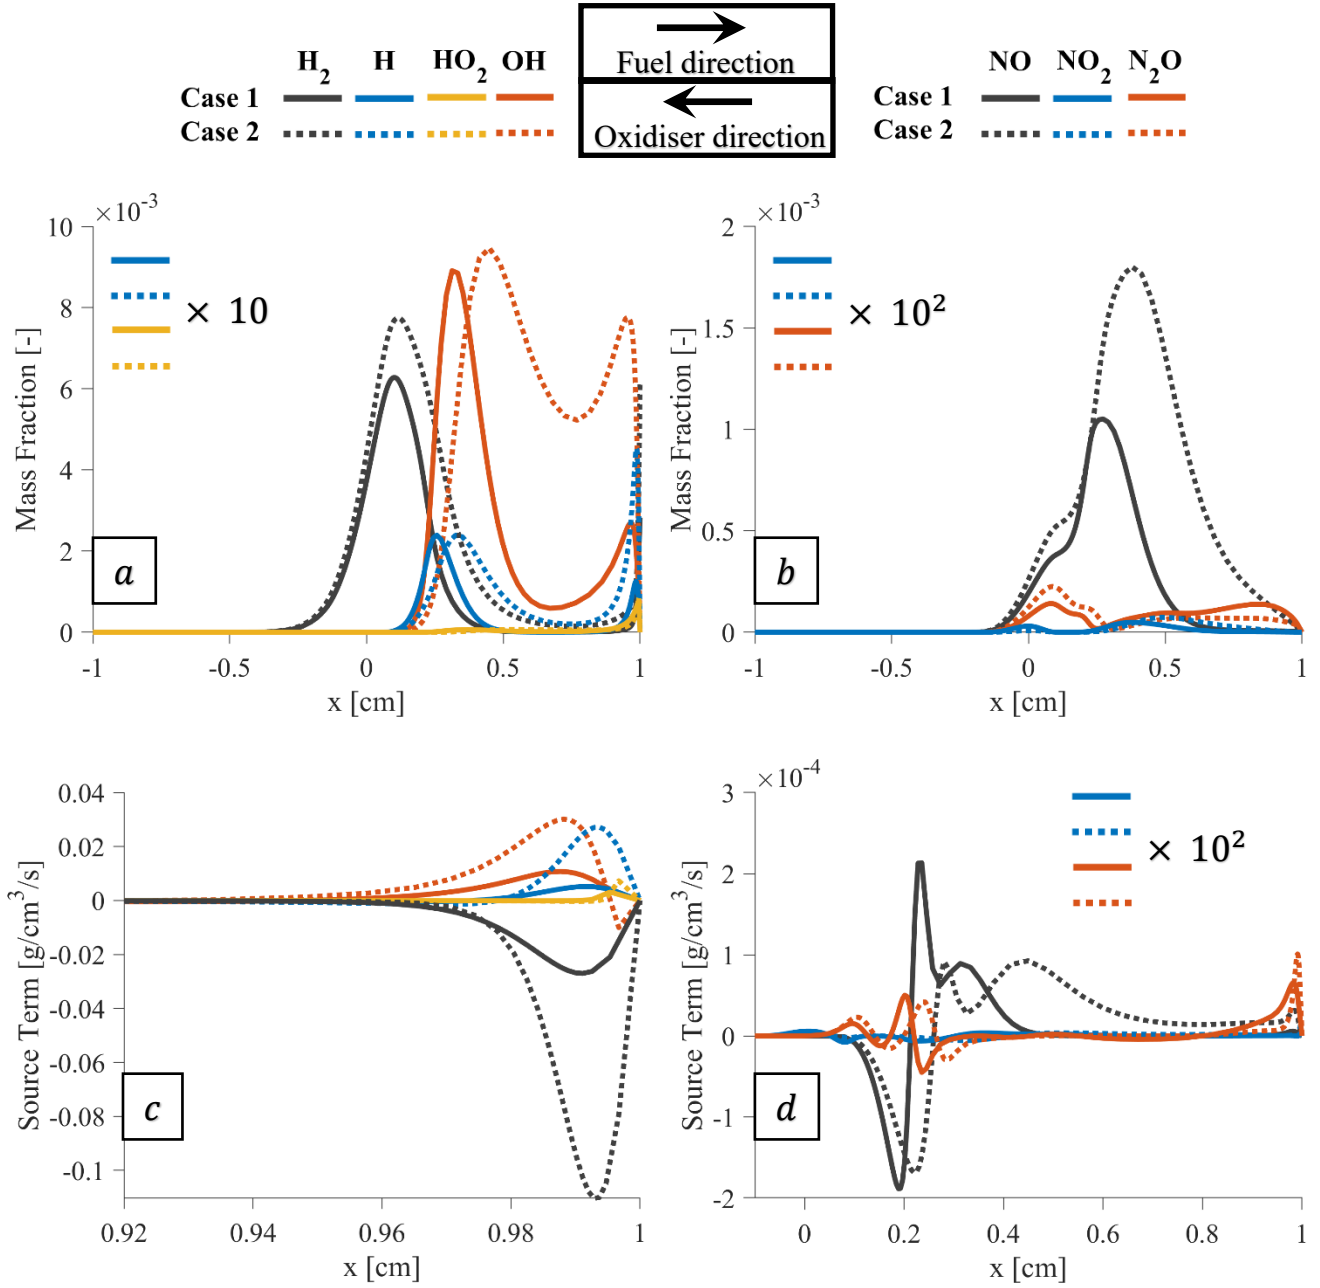 H2 H HO2 OH
Case 1
Case 2
Fuel direction
Oxidiser direction
NO NO2 N2O
Case 1
Case 2
×10-3
10
8
6
4
2
0
Mass Fraction [-]
× 10
a
-1 -0.5 0 0.5 1
x [cm]
×10-3
2
1.5
1
0.5
0
Mass Fraction [-]
× 10²
b
-1 -0.5 0 0.5 1
x [cm]
0.04
0.02
0
-0.02
-0.04
-0.06
-0.08
-0.1
Source Term [g/cm3/s]
c
0.92 0.94 0.96 0.98 1
x [cm]
×10-4
3
2
1
0
-1
-2
Source Term [g/cm3/s]
× 10²
d
0 0.2 0.4 0.6 0.8 1
x [cm]